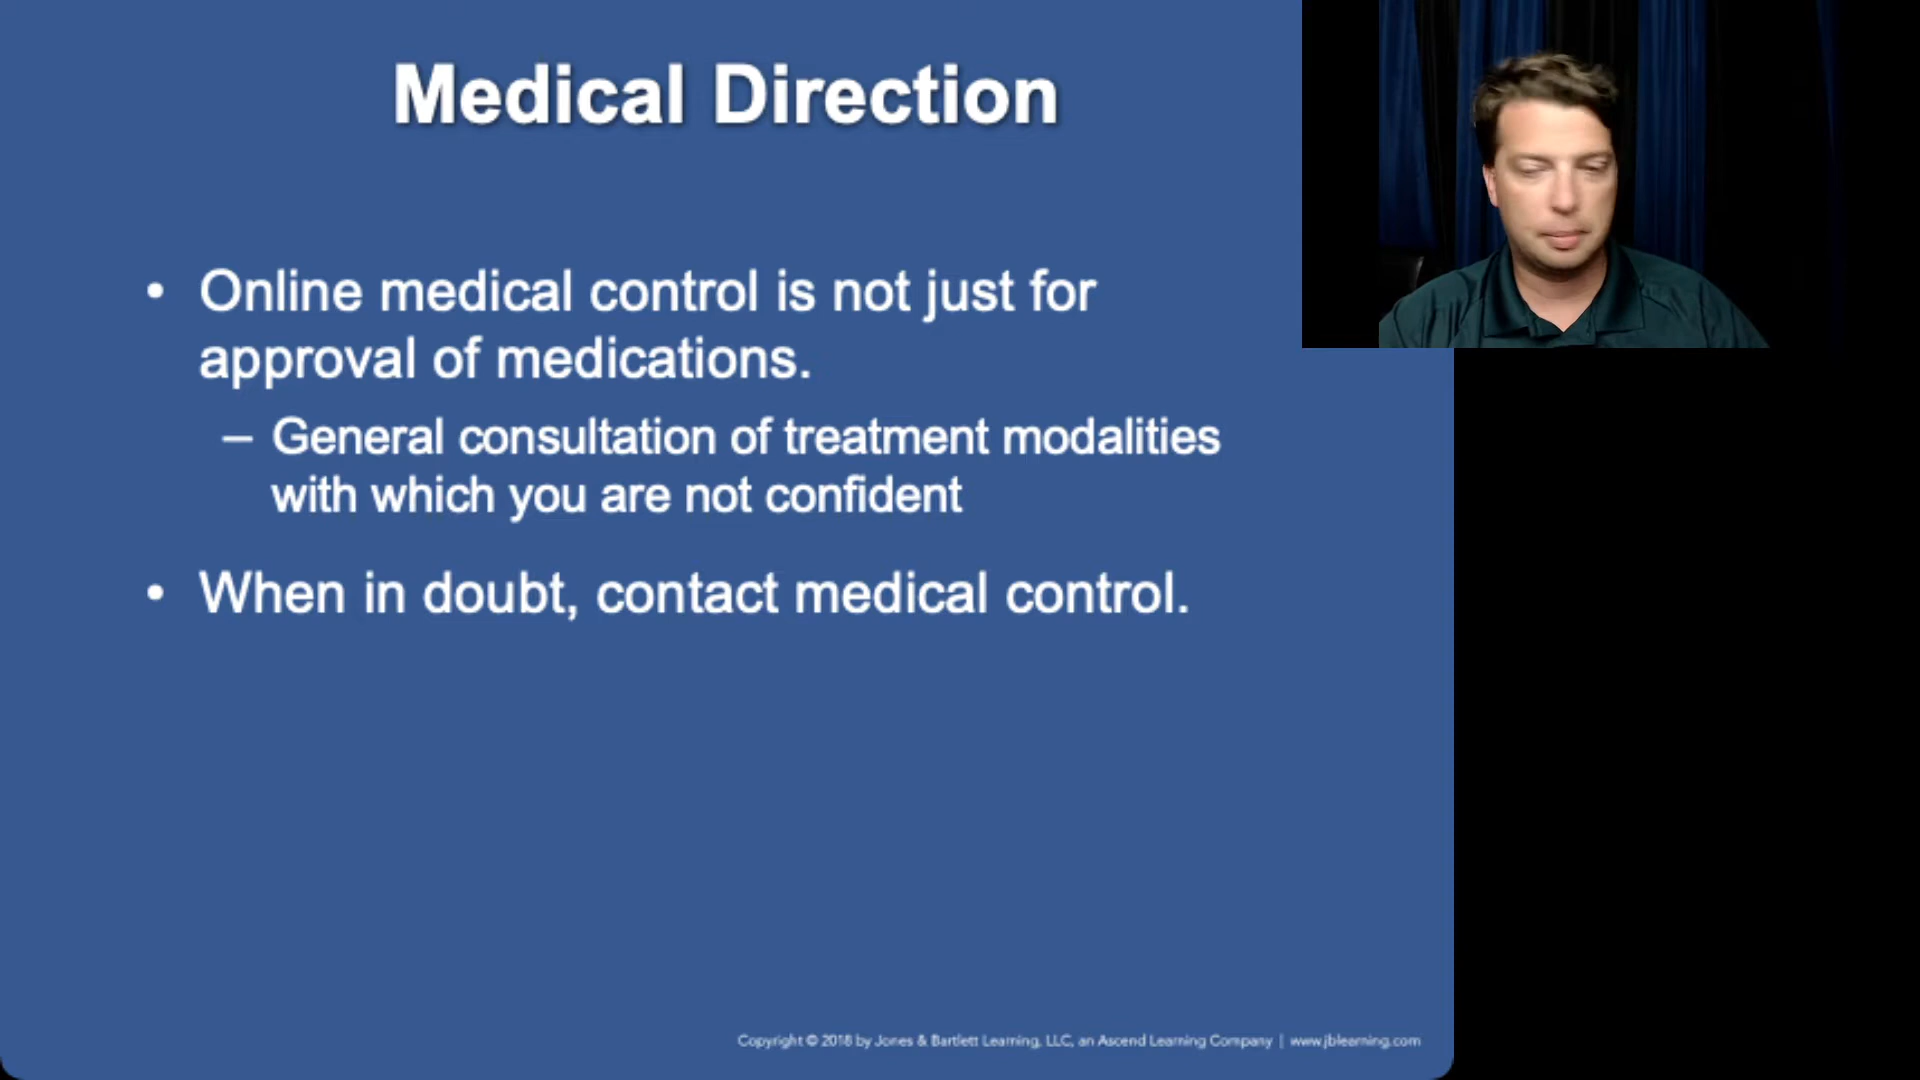 Medical Direction
• Online medical control is not just for
approval of medications.
– General consultation of treatment modalities
with which you are not confident
• When in doubt, contact medical control.
Copyright © 2018 by Jones & Bartlett Learning, LLC, an Ascend Learning Company | www.jblearning.com